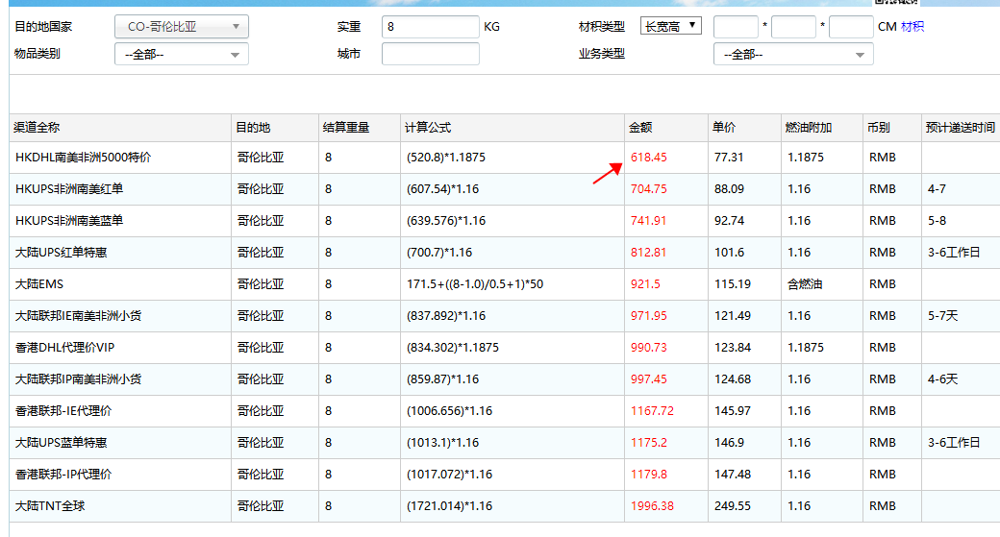 目的地国家 CO-哥伦比亚 实重 8 KG 材积类型 长宽高 * * CM 材积
物品类别 --全部-- 城市 业务类型 --全部--
渠道全称 目的地 结算重量 计算公式 金额 单价 燃油附加 币别 预计递送时间
HKDHL南美非洲5000特价 哥伦比亚 8 (520.8)*1.1875 618.45 77.31 1.1875 RMB
HKUPS非洲南美红单 哥伦比亚 8 (607.54)*1.16 704.75 88.09 1.16 RMB 4-7
HKUPS非洲南美蓝单 哥伦比亚 8 (639.576)*1.16 741.91 92.74 1.16 RMB 5-8
大陆UPS红单特惠 哥伦比亚 8 (700.7)*1.16 812.81 101.6 1.16 RMB 3-6工作日
大陆EMS 哥伦比亚 8 171.5+((8-1.0)/0.5+1)*50 921.5 115.19 含燃油 RMB
大陆联邦IE南美非洲小货 哥伦比亚 8 (837.892)*1.16 971.95 121.49 1.16 RMB 5-7天
香港DHL代理价VIP 哥伦比亚 8 (834.302)*1.1875 990.73 123.84 1.1875 RMB
大陆联邦IP南美非洲小货 哥伦比亚 8 (859.87)*1.16 997.45 124.68 1.16 RMB 4-6天
香港联邦-IE代理价 哥伦比亚 8 (1006.656)*1.16 1167.72 145.97 1.16 RMB
大陆UPS蓝单特惠 哥伦比亚 8 (1013.1)*1.16 1175.2 146.9 1.16 RMB 3-6工作日
香港联邦-IP代理价 哥伦比亚 8 (1017.072)*1.16 1179.8 147.48 1.16 RMB
大陆TNT全球 哥伦比亚 8 (1721.014)*1.16 1996.38 249.55 1.16 RMB